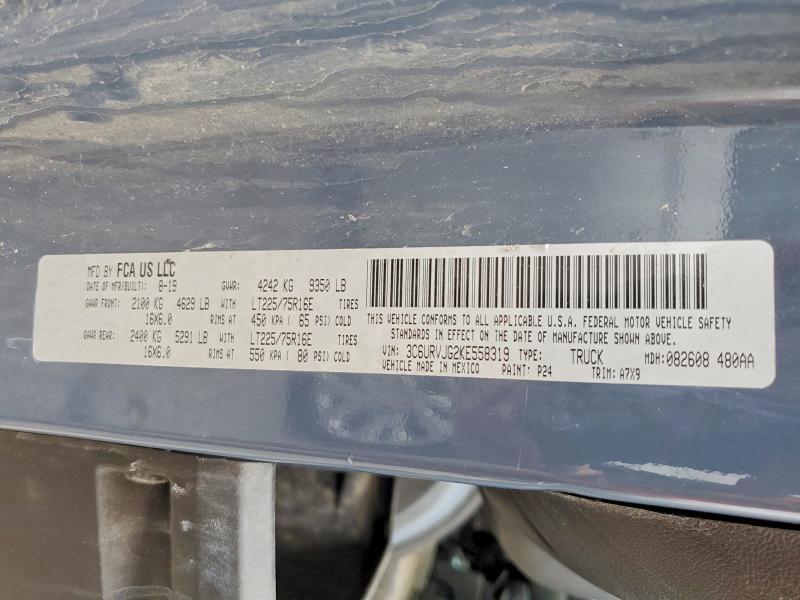 MFD BY FCA US LLC
DATE OF MFR(BUILT): 8-19 GVWR: 4242 KG 9350 LB
GAWR FRONT: 2100 KG 4629 LB WITH LT225/75R16E TIRES
16X6.0 RIMS AT 450 KPA ( 65 PSI) COLD
GAWR REAR: 2400 KG 5291 LB WITH LT225/75R16E TIRES
16X6.0 RIMS AT 550 KPA ( 80 PSI) COLD
THIS VEHICLE CONFORMS TO ALL APPLICABLE U.S.A. FEDERAL MOTOR VEHICLE SAFETY
STANDARDS IN EFFECT ON THE DATE OF MANUFACTURE SHOWN ABOVE.
VIN: 3C6URVJG2KE558319 TYPE: TRUCK MDH: 082608 480AA
VEHICLE MADE IN MEXICO PAINT: P24 TRIM: A7X9